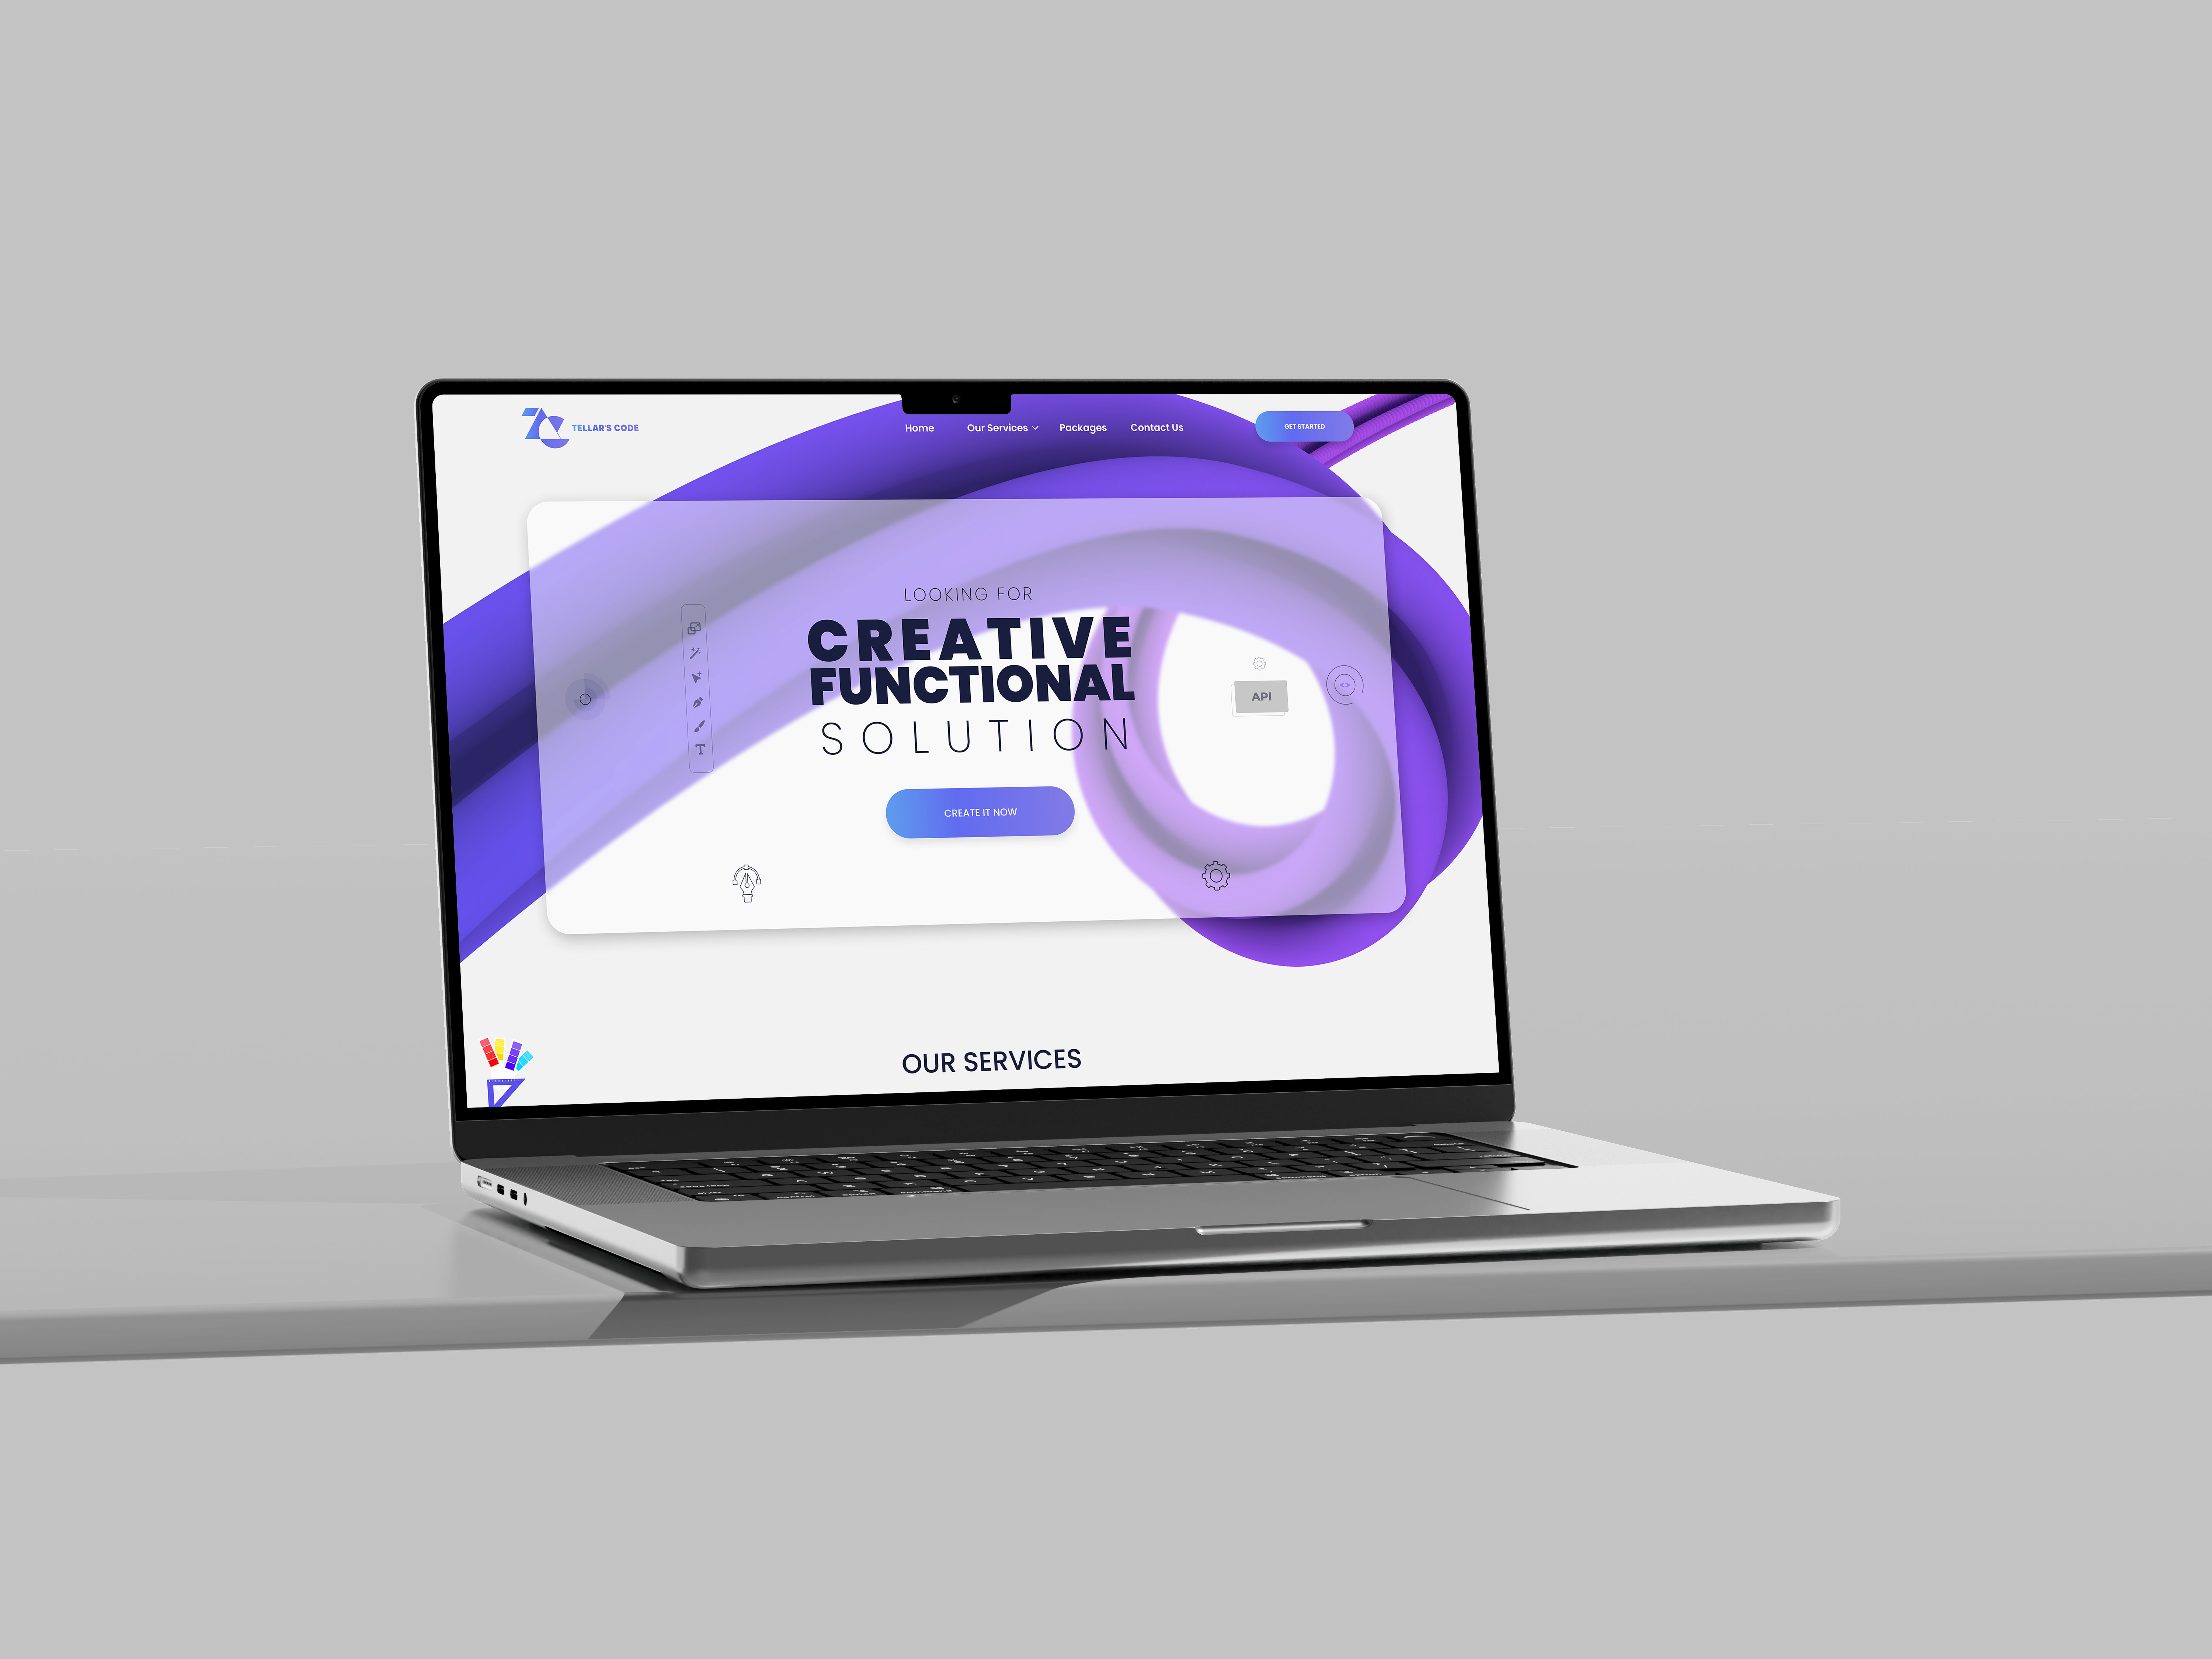 TELLAR'S CODE
Home Our Services Packages Contact Us
GET STARTED
LOOKING FOR
CREATIVE
FUNCTIONAL
SOLUTION
API
<>
CREATE IT NOW
OUR SERVICES